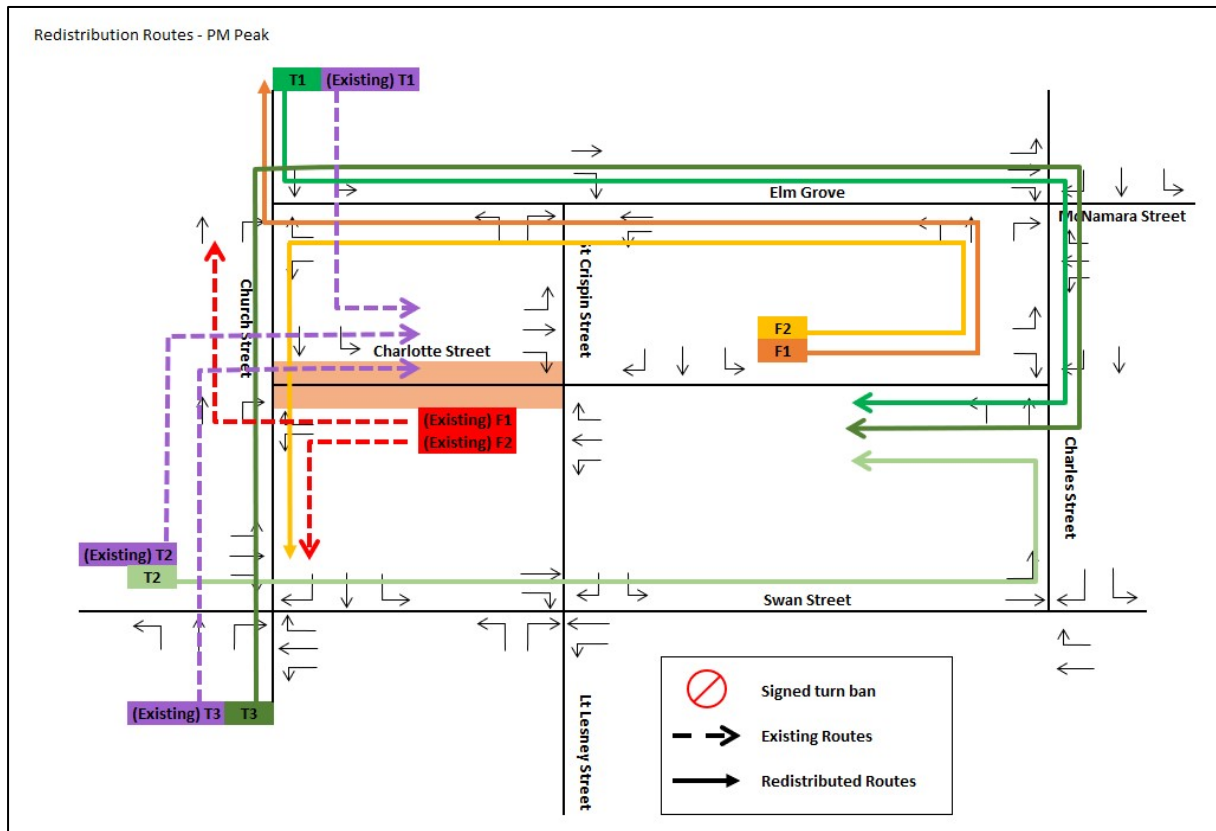 Redistribution Routes - PM Peak
T1 (Existing) T1
Elm Grove
McNamara Street
St Crispin Street
Church Street
F2
F1
Charlotte Street
(Existing) F1
(Existing) F2
Charles Street
(Existing) T2
T2
Swan Street
(Existing) T3 T3
Lt Lesney Street
Signed turn ban
Existing Routes
Redistributed Routes